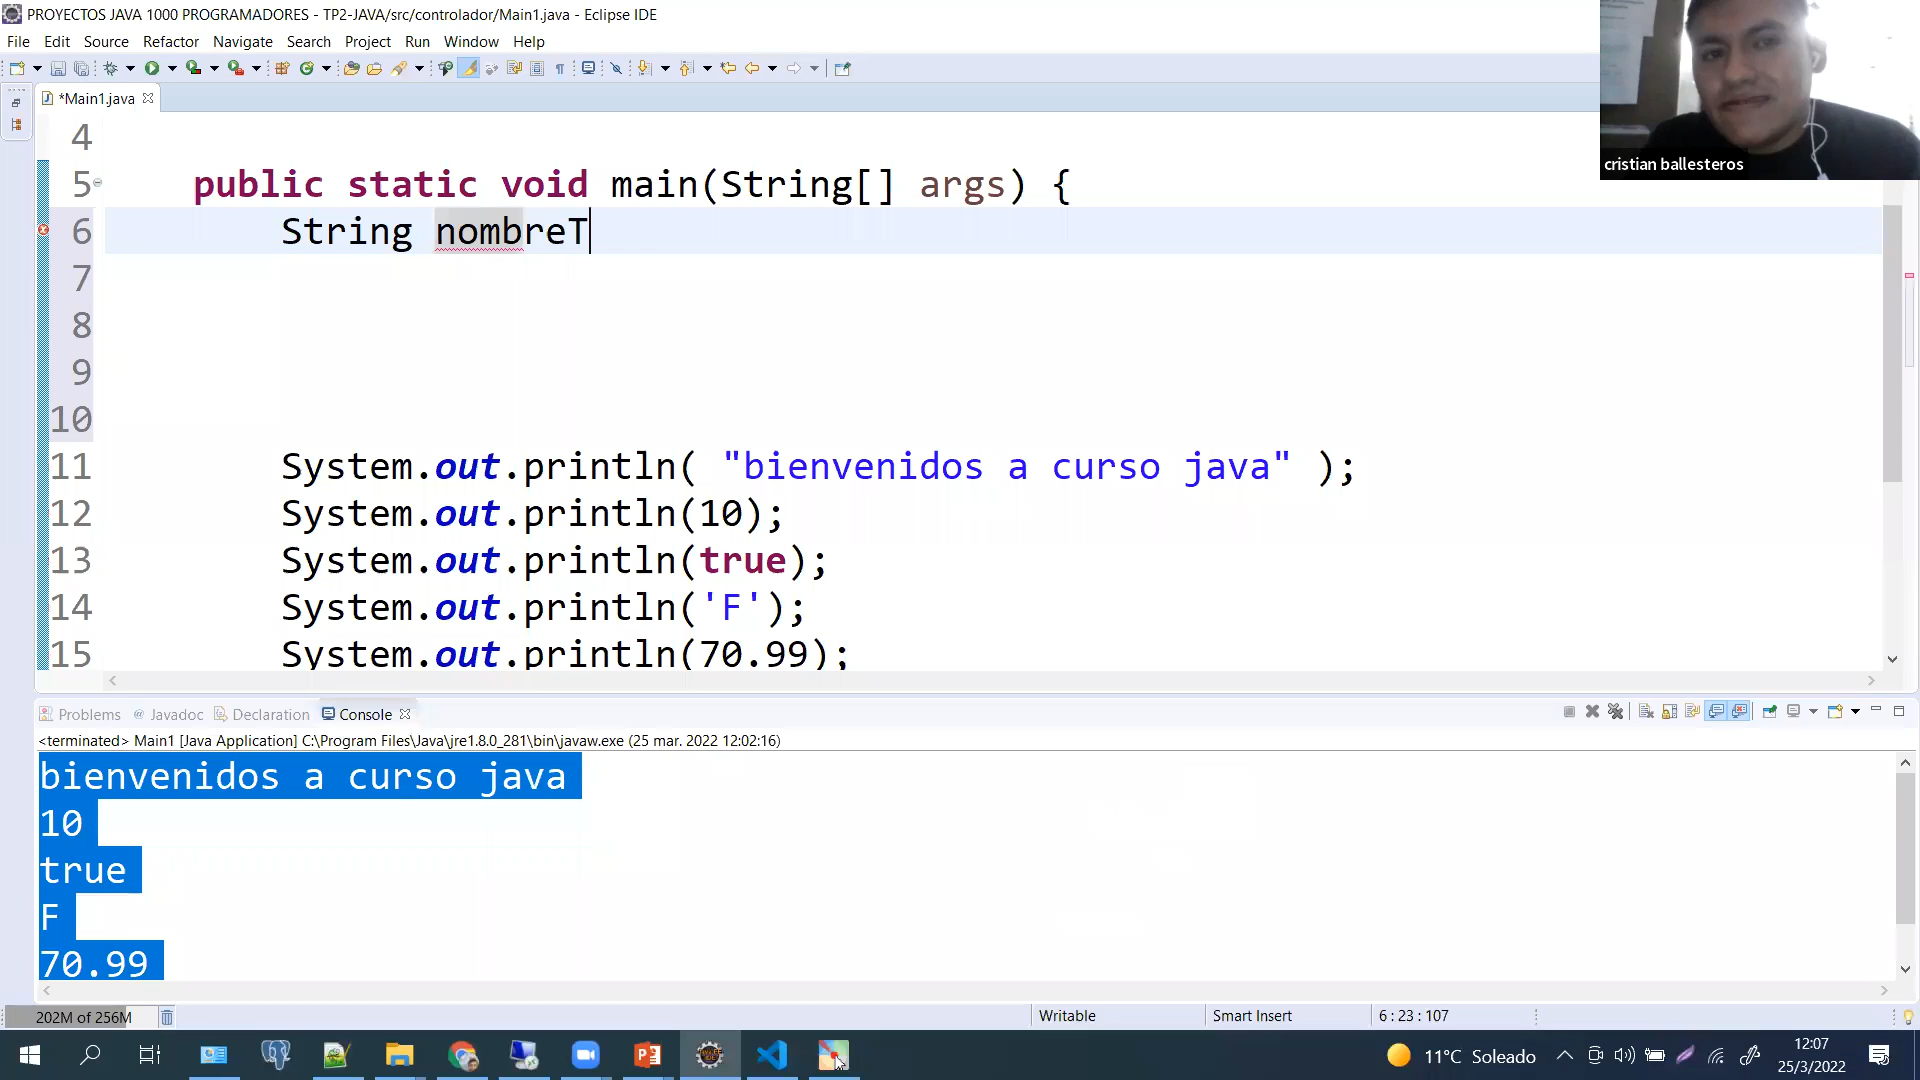 PROYECTOS JAVA 1000 PROGRAMADORES - TP2-JAVA/src/controlador/Main1.java - Eclipse IDE
File Edit Source Refactor Navigate Search Project Run Window Help
*Main1.java
cristian ballesteros
4
5 public static void main(String[] args) {
6 String nombreT
7
8
9
10
11 System.out.println( "bienvenidos a curso java" );
12 System.out.println(10);
13 System.out.println(true);
14 System.out.println('F');
15 System.out.println(70.99);
Problems @ Javadoc Declaration Console
<terminated> Main1 [Java Application] C:\Program Files\Java\jre1.8.0_281\bin\javaw.exe (25 mar. 2022 12:02:16)
bienvenidos a curso java
10
true
F
70.99
202M of 256M Writable Smart Insert 6 : 23 : 107
11°C Soleado 12:07
25/3/2022